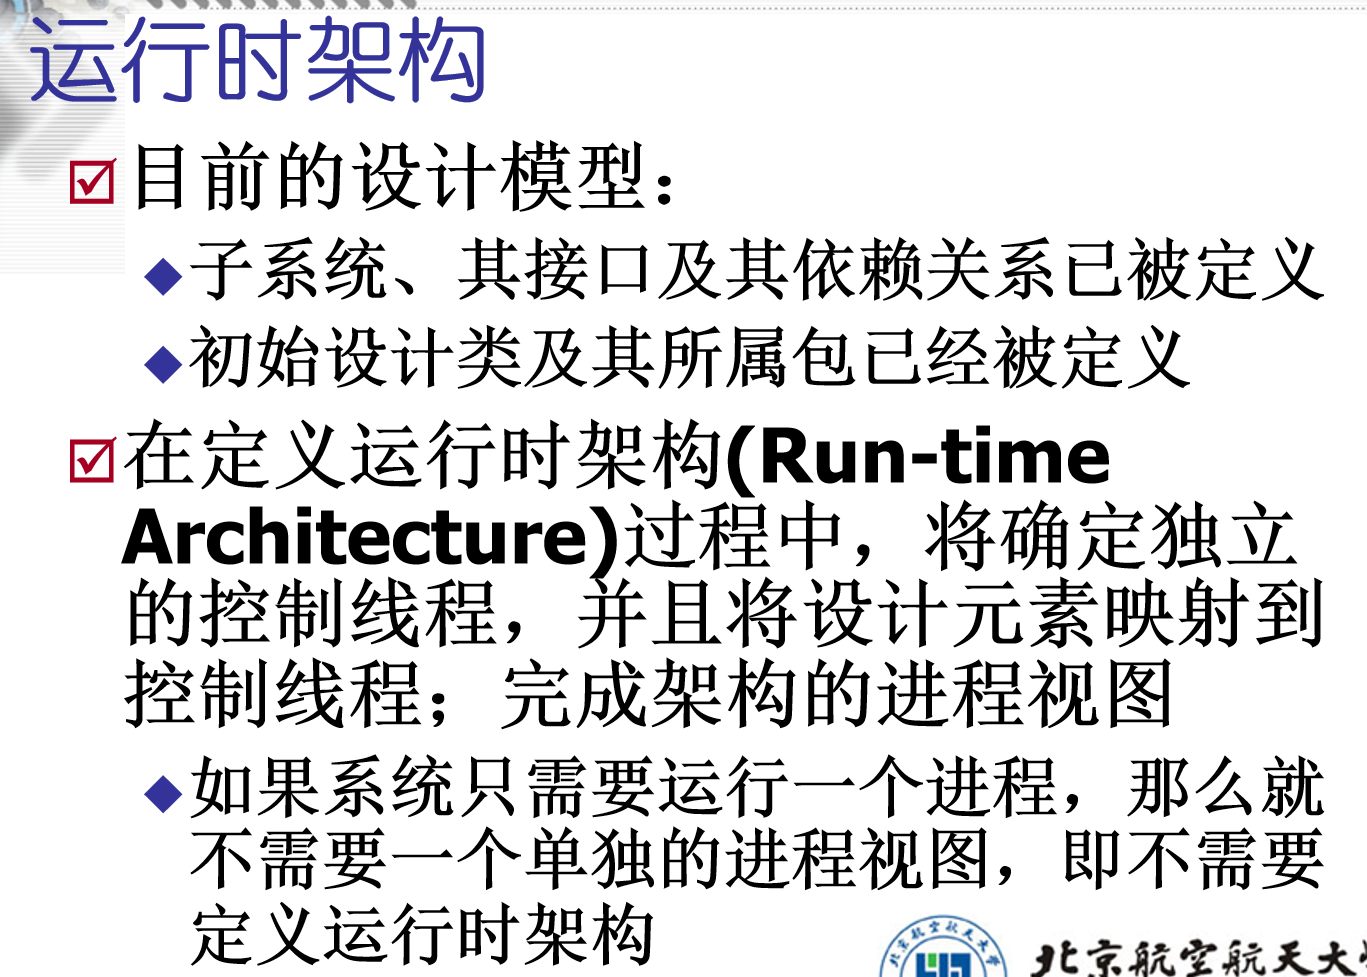 运行时架构
目前的设计模型：
子系统、其接口及其依赖关系已被定义
初始设计类及其所属包已经被定义
在定义运行时架构(Run-time
Architecture)过程中，将确定独立
的控制线程，并且将设计元素映射到
控制线程；完成架构的进程视图
如果系统只需要运行一个进程，那么就
不需要一个单独的进程视图，即不需要
定义运行时架构
北京航空航天大